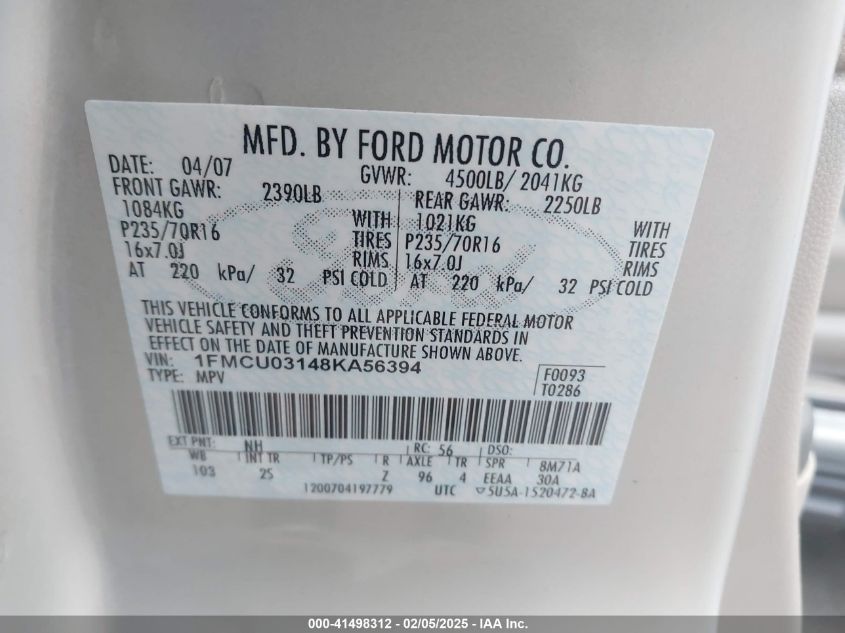 MFD. BY FORD MOTOR CO.
DATE: 04/07 GVWR: 4500LB/ 2041KG
FRONT GAWR: 2390LB REAR GAWR: 2250LB
1084KG WITH 1021KG WITH
P235/70R16 TIRES P235/70R16 TIRES
16x7.0J RIMS 16x7.0J RIMS
AT 220 kPa/ 32 PSI COLD AT 220 kPa/ 32 PSI COLD
Ford
THIS VEHICLE CONFORMS TO ALL APPLICABLE FEDERAL MOTOR
VEHICLE SAFETY AND THEFT PREVENTION STANDARDS IN
EFFECT ON THE DATE OF MANUFACTURE SHOWN ABOVE.
VIN: 1FMCU03148KA56394
TYPE: MPV
F0093
T0286
EXT PNT: NH RC: 56 DSO:
WB INT TR TP/PS R AXLE TR SPR 8M71A
103 2S Z 96 4 EEAA 30A
1200704197779 UTC ▽5U5A-1520472-BA
000-41498312 - 02/05/2025 - IAA Inc.